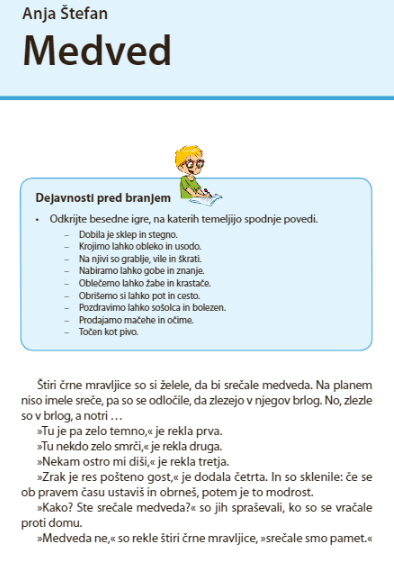 Anja Štefan
Medved
Dejavnosti pred branjem
• Odkrijte besedne igre, na katerih temeljijo spodnje povedi.
– Dobila je sklep in stegno.
– Krojimo lahko obleko in usodo.
– Na njivi so grablje, vile in škrati.
– Nabiramo lahko gobe in znanje.
– Oblečemo lahko žabe in krastače.
– Obrišemo si lahko pot in cesto.
– Pozdravimo lahko sošolca in bolezen.
– Prodajamo mačehe in očime.
– Točen kot pivo.
Štiri črne mravljice so si želele, da bi srečale medveda. Na planem
niso imele sreče, pa so se odločile, da zlezejo v njegov brlog. No, zlezle
so v brlog, a notri …
»Tu je pa zelo temno,« je rekla prva.
»Tu nekdo zelo smrči,« je rekla druga.
»Nekam ostro mi diši,« je rekla tretja.
»Zrak je res pošteno gost,« je dodala četrta. In so sklenile: če se
ob pravem času ustaviš in obrneš, potem je to modrost.
»Kako? Ste srečale medveda?« so jih spraševali, ko so se vračale
proti domu.
»Medveda ne,« so rekle štiri črne mravljice, »srečale smo pamet.«